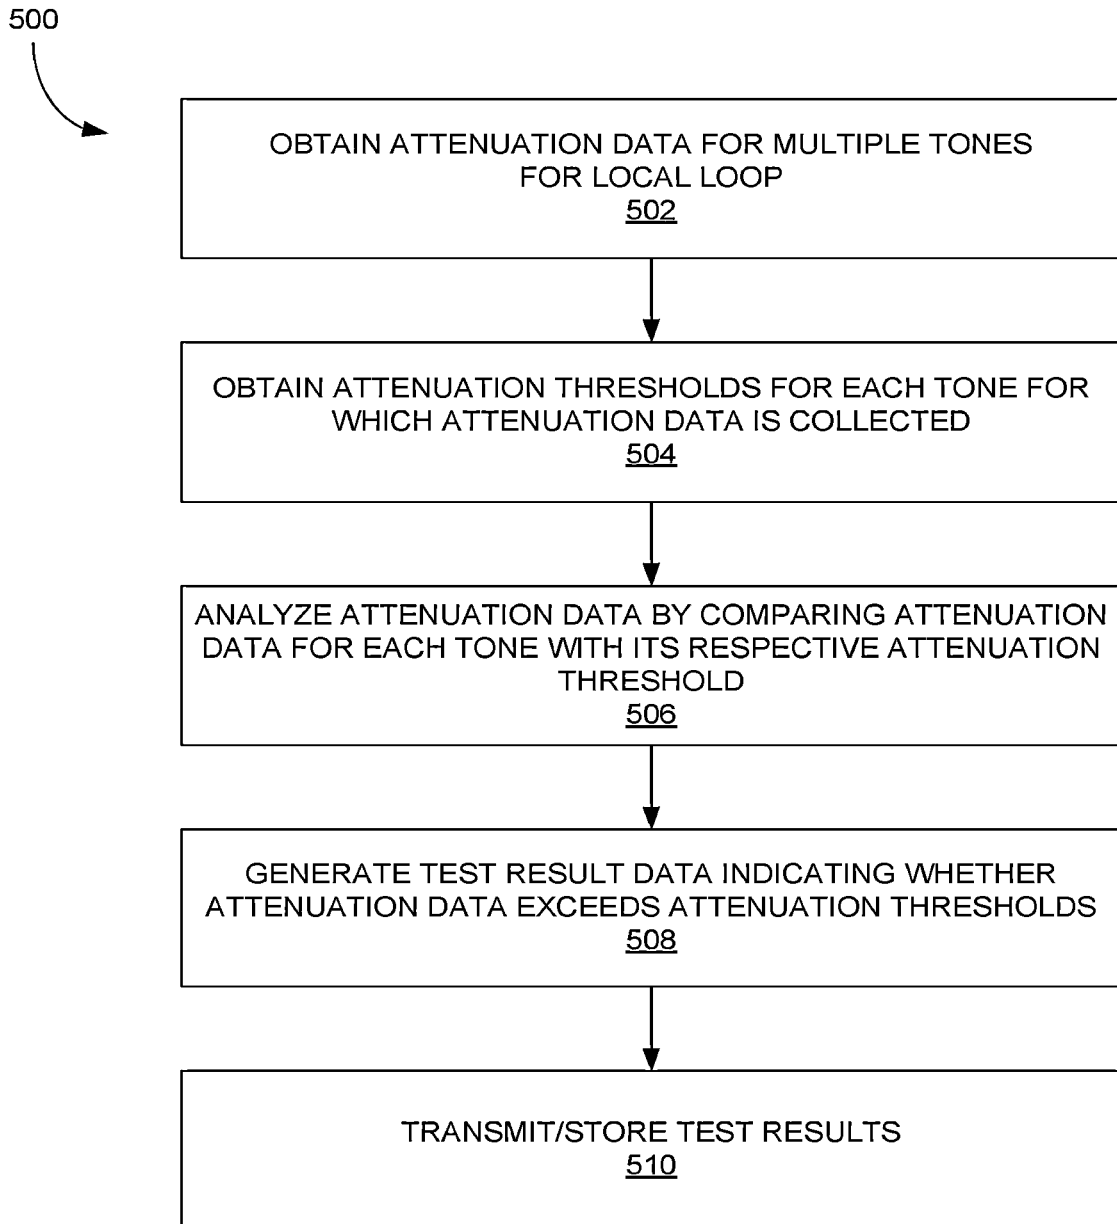 500
OBTAIN ATTENUATION DATA FOR MULTIPLE TONES
FOR LOCAL LOOP
502
OBTAIN ATTENUATION THRESHOLDS FOR EACH TONE FOR
WHICH ATTENUATION DATA IS COLLECTED
504
ANALYZE ATTENUATION DATA BY COMPARING ATTENUATION
DATA FOR EACH TONE WITH ITS RESPECTIVE ATTENUATION
THRESHOLD
506
GENERATE TEST RESULT DATA INDICATING WHETHER
ATTENUATION DATA EXCEEDS ATTENUATION THRESHOLDS
508
TRANSMIT/STORE TEST RESULTS
510